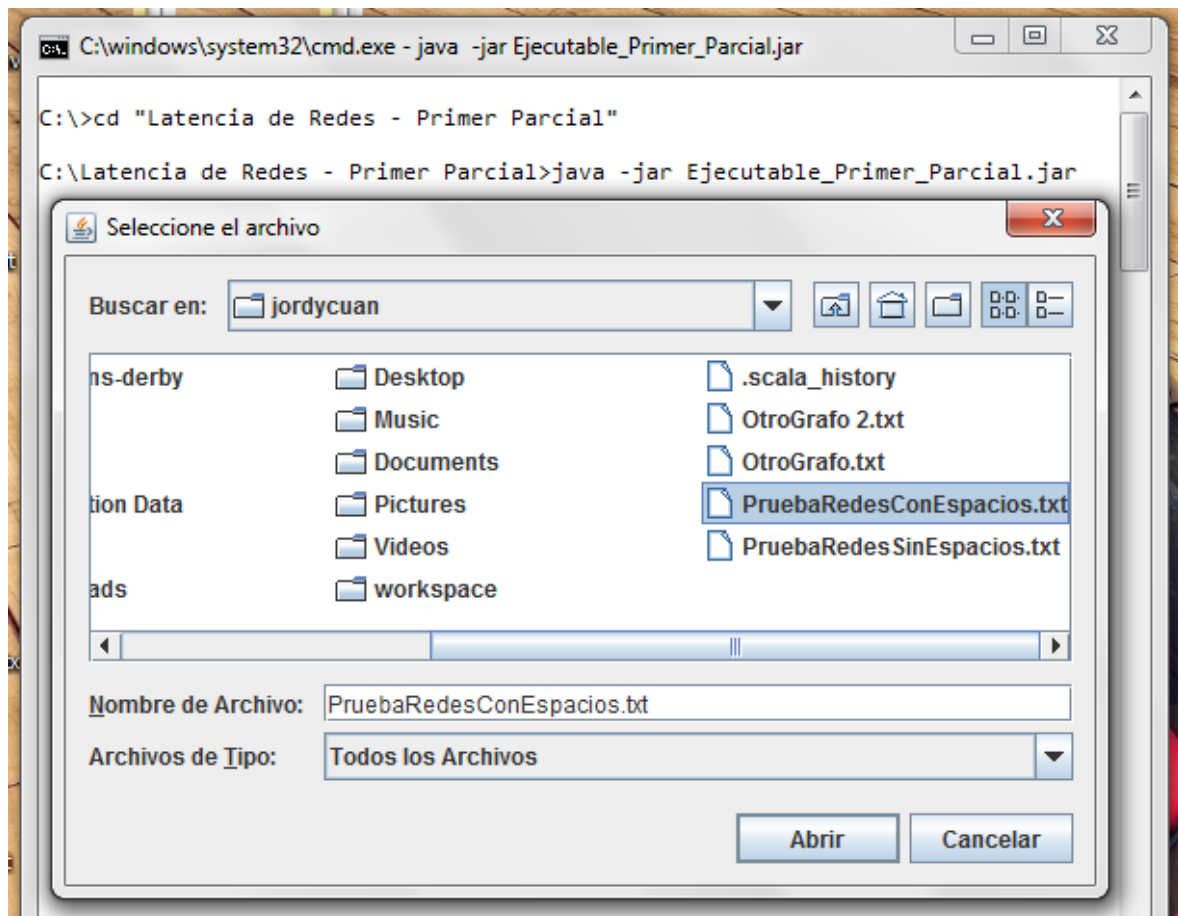 C:\windows\system32\cmd.exe - java -jar Ejecutable_Primer_Parcial.jar
C:\>cd "Latencia de Redes - Primer Parcial"
C:\Latencia de Redes - Primer Parcial>java -jar Ejecutable_Primer_Parcial.jar
Seleccione el archivo
Buscar en: jordycuan
ns-derby Desktop .scala_history
Music OtroGrafo 2.txt
Documents OtroGrafo.txt
tion Data Pictures PruebaRedesConEspacios.txt
Videos PruebaRedesSinEspacios.txt
ads workspace
Nombre de Archivo: PruebaRedesConEspacios.txt
Archivos de Tipo: Todos los Archivos
Abrir Cancelar